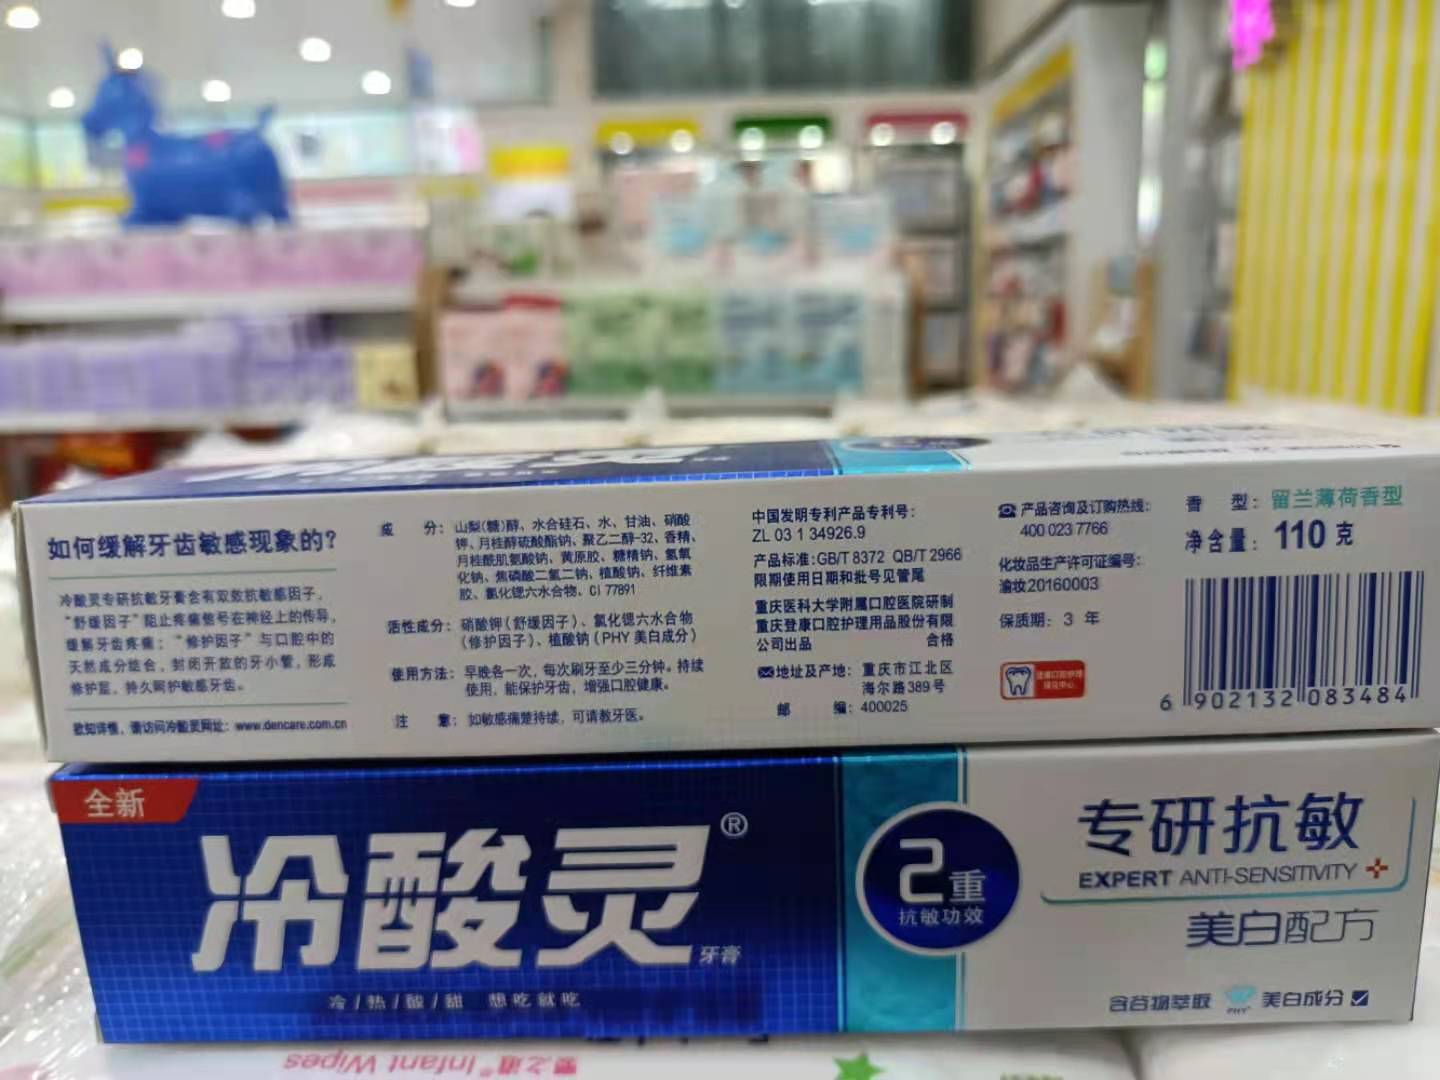 如何缓解牙齿敏感现象的?
冷酸灵专研抗敏牙膏含有双效抗敏感因子,
“舒缓因子”阻止疼痛信号在神经上的传导,
缓解牙齿疼痛;“修护因子”与口腔中的
天然成分结合,封闭开放的牙小管,形成
修护层,持久呵护敏感牙齿。
欲知详情,请访问冷酸灵网址:www.dencare.com.cn
成 分:山梨(糖)醇、水合硅石、水、甘油、硝酸
钾、月桂醇硫酸酯钠、聚乙二醇-32、香精、
月桂酰肌氨酸钠、黄原胶、糖精钠、氢氧
化钠、焦磷酸二氢二钠、植酸钠、纤维素
胶、氯化锶六水合物、CI 77891
活性成分:硝酸钾(舒缓因子)、氯化锶六水合物
(修护因子)、植酸钠(PHY 美白成分)
使用方法:早晚各一次,每次刷牙至少三分钟。持续
使用,能保护牙齿,增强口腔健康。
注 意:如敏感痛楚持续,可请教牙医。
中国发明专利产品专利号:
ZL 03 1 34926.9
产品标准:GB/T 8372 QB/T 2966
限期使用日期和批号见管尾
重庆医科大学附属口腔医院研制
重庆登康口腔护理用品股份有限
公司出品 合格
地址及产地:重庆市江北区
海尔路389号
邮 编:400025
产品咨询及订购热线:
400 023 7766
化妆品生产许可证编号:
渝妆20160003
保质期:3 年
登康口腔护理
香 型:留兰薄荷香型
净含量:110 克
6 902132 083484
全新
冷酸灵®
牙膏
冷/热/酸/甜 想吃就吃
2重
抗敏功效
专研抗敏
EXPERT ANTI-SENSITIVITY
美白配方
含谷物萃取 PHY 美白成分
婴之道® Infant Wipes